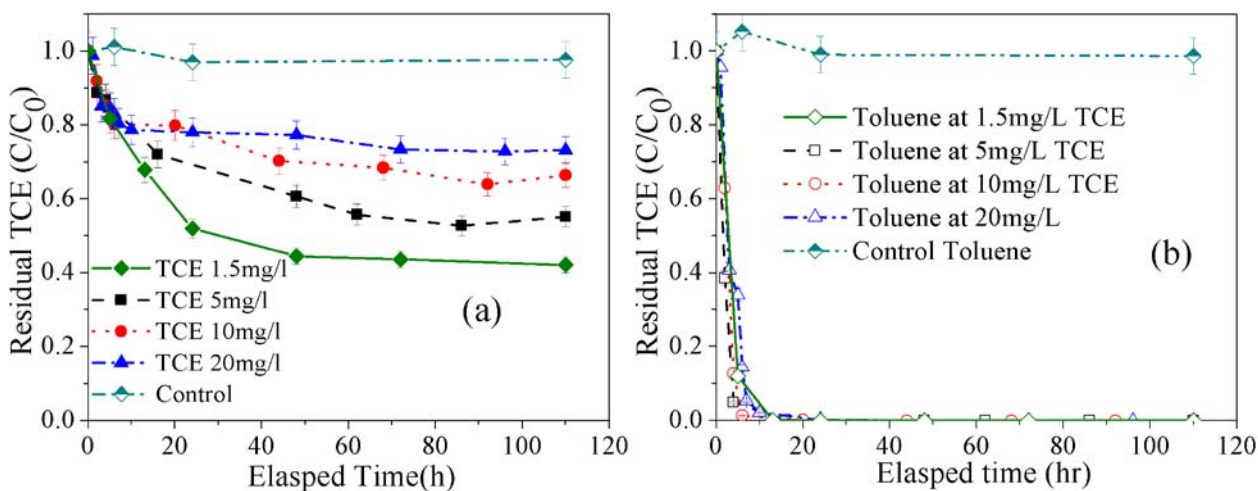 1.0
0.8
0.6
0.4
0.2
0.0
Residual TCE (C/C0)
TCE 1.5mg/l
TCE 5mg/l
TCE 10mg/l
TCE 20mg/l
Control
(a)
0 20 40 60 80 100 120
Elasped Time(h)
1.0
0.8
0.6
0.4
0.2
0.0
Residual TCE (C/C0)
Toluene at 1.5mg/L TCE
Toluene at 5mg/L TCE
Toluene at 10mg/L TCE
Toluene at 20mg/L
Control Toluene
(b)
0 20 40 60 80 100 120
Elasped time (hr)